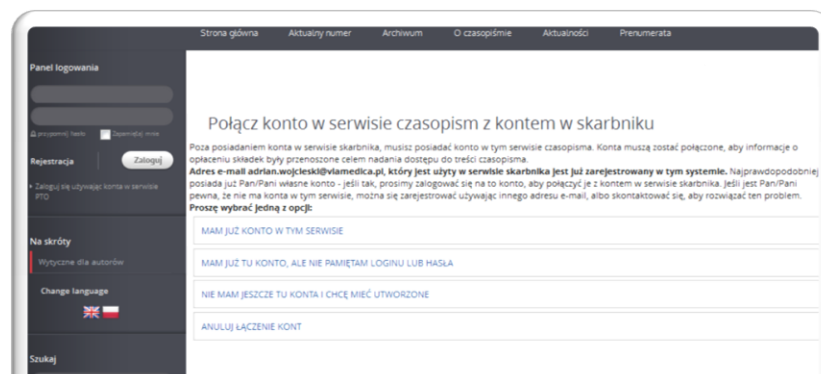 Strona główna Aktualny numer Archiwum O czasopiśmie Aktualności Prenumerata
Panel logowania
przypomnij hasło Zapamiętaj mnie
Rejestracja Zaloguj
Zaloguj się używając konta w serwisie
PTO
Na skróty
Wytyczne dla autorów
Change language
Szukaj
Połącz konto w serwisie czasopism z kontem w skarbniku
Poza posiadaniem konta w serwisie skarbnika, musisz posiadać konto w tym serwisie czasopisma. Konta muszą zostać połączone, aby informacje o
opłaceniu składek były przenoszone celem nadania dostępu do treści czasopisma.
Adres e-mail adrian.wojcieski@vlamedica.pl, który jest użyty w serwisie skarbnika jest już zarejestrowany w tym systemie. Najprawdopodobniej
posiada już Pan/Pani własne konto - jeśli tak, prosimy zalogować się na to konto, aby połączyć je z kontem w serwisie skarbnika. Jeśli jest Pan/Pani
pewna, że nie ma konta w tym serwisie, można się zarejestrować używając innego adresu e-mail, albo skontaktować się, aby rozwiązać ten problem.
Proszę wybrać jedną z opcji:
MAM JUŻ KONTO W TYM SERWISIE
MAM JUŻ TU KONTO, ALE NIE PAMIĘTAM LOGINU LUB HASŁA
NIE MAM JESZCZE TU KONTA I CHCĘ MIEĆ UTWORZONE
ANULUJ ŁĄCZENIE KONT